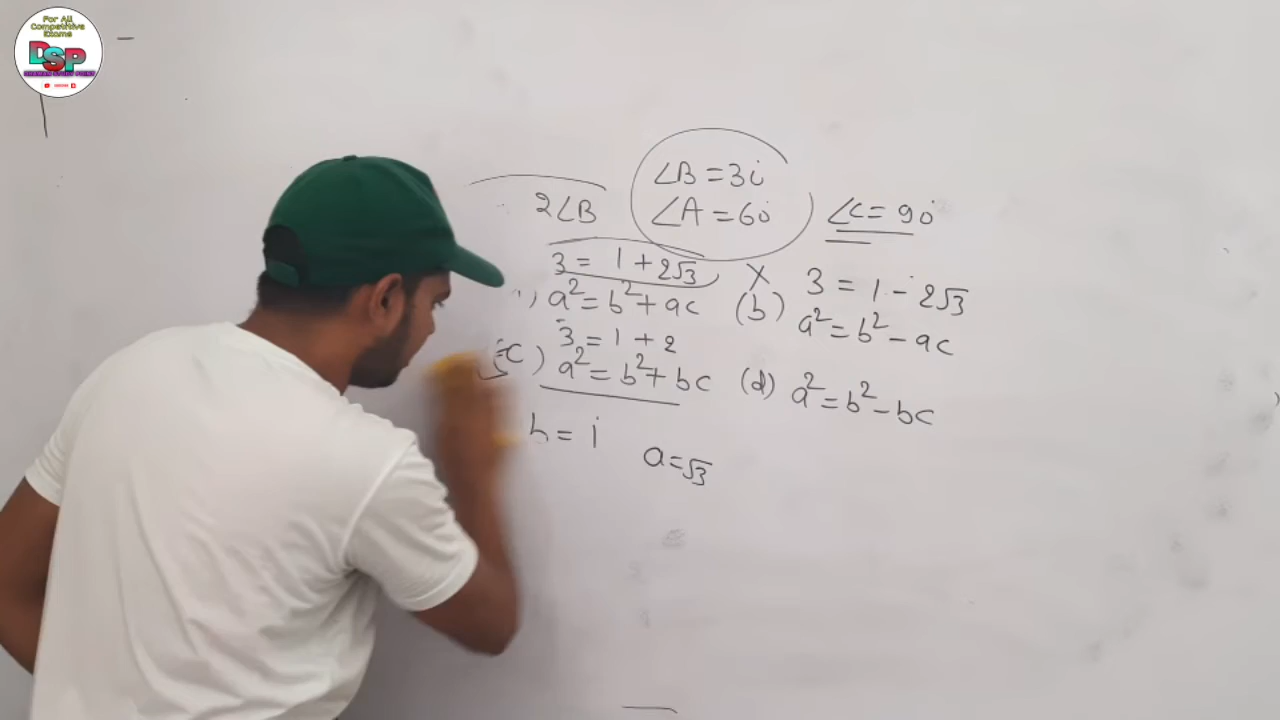 For All
Competitive
Exams
DSP
∠B = 30
2∠B
∠A = 60
∠C = 90
3 = 1 + 2√3
X
3 = 1 - 2√3
) a² = b² + ac
(b) a² = b² - ac
3 = 1 + 2
c) a² = b² + bc
(d) a² = b² - bc
b = 1
a = √3